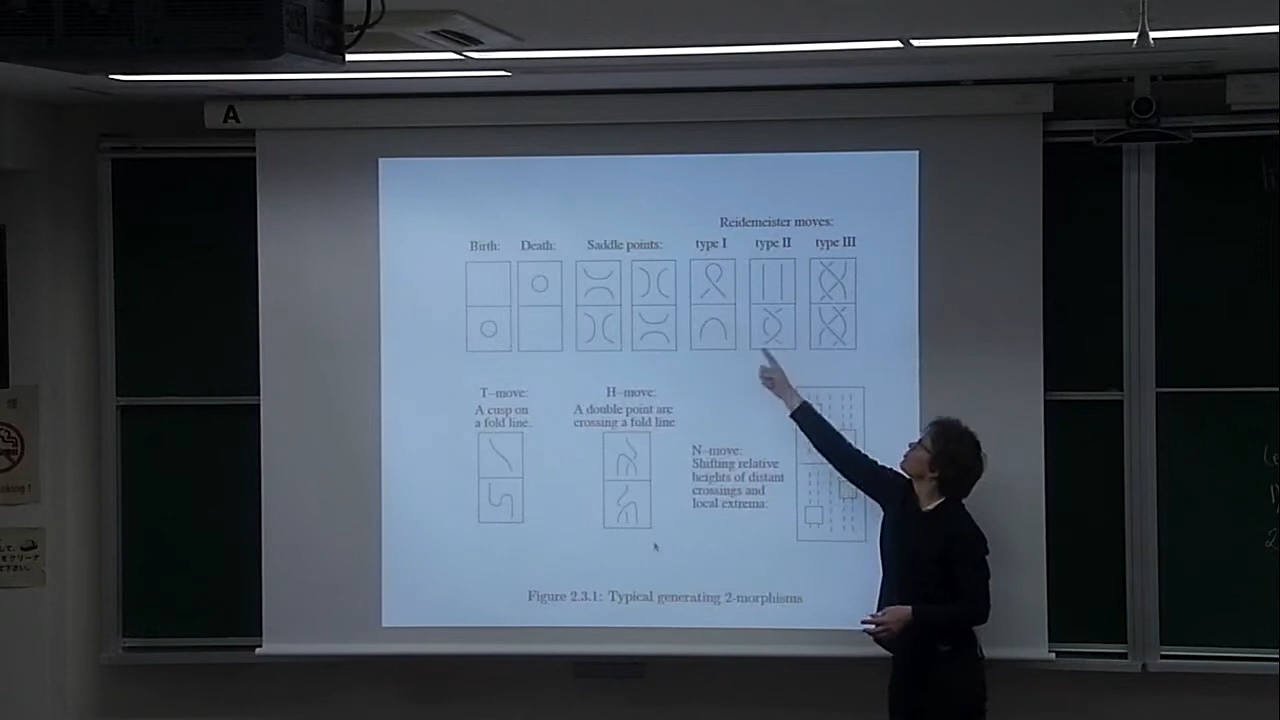 A
Reidemeister moves:
Birth: Death: Saddle points: type I type II type III
T–move:
A cusp on
a fold line.
H–move:
A double point arc
crossing a fold line
N–move:
Shifting relative
heights of distant
crossings and
local extrema:
Figure 2.3.1: Typical generating 2-morphisms